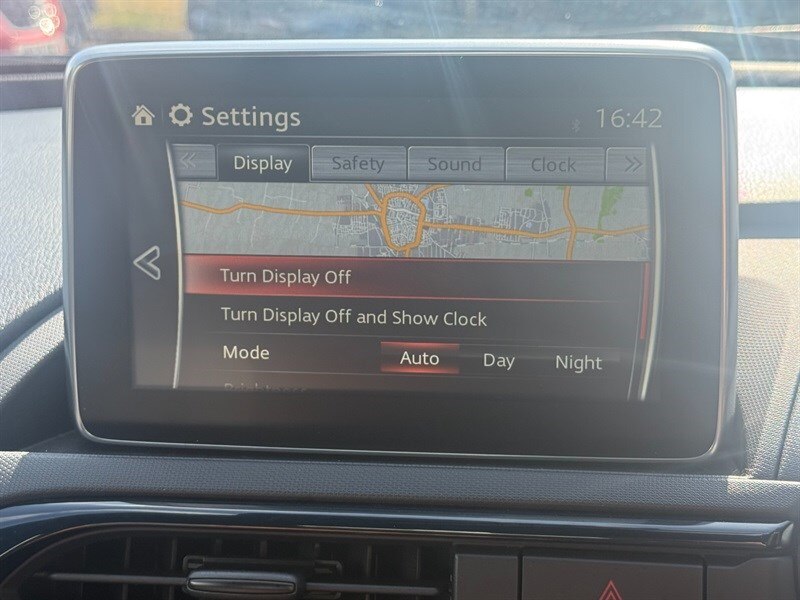 Settings 16:42
Display Safety Sound Clock
Turn Display Off
Turn Display Off and Show Clock
Mode Auto Day Night